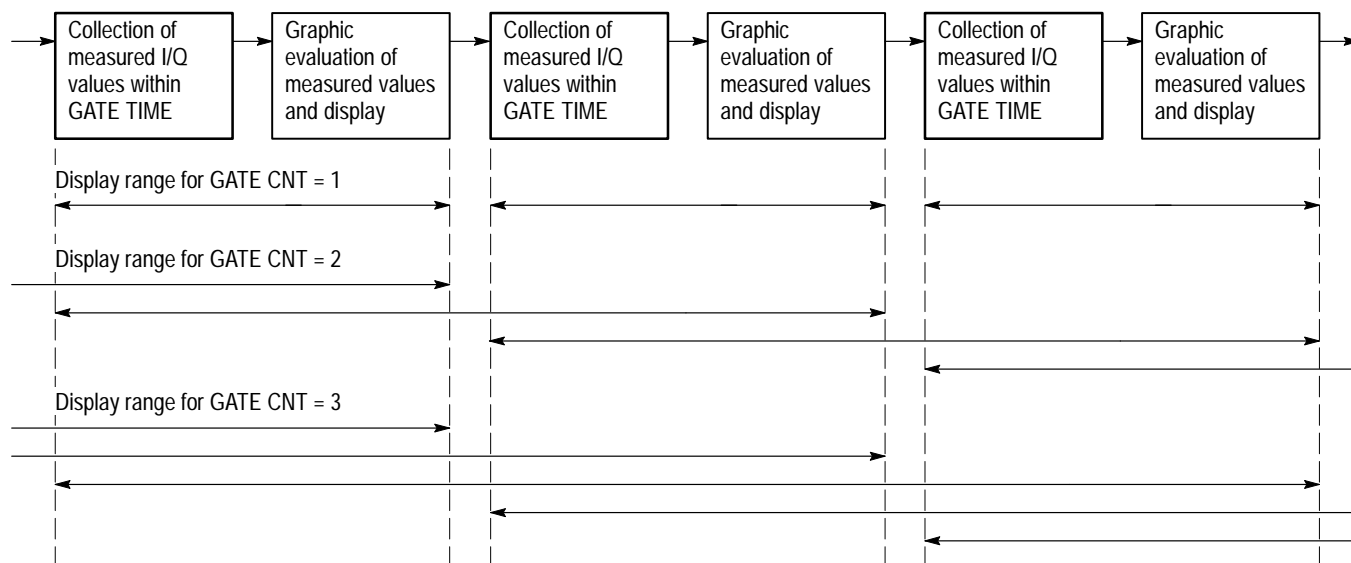 Collection of
measured I/Q
values within
GATE TIME
Graphic
evaluation of
measured values
and display
Collection of
measured I/Q
values within
GATE TIME
Graphic
evaluation of
measured values
and display
Collection of
measured I/Q
values within
GATE TIME
Graphic
evaluation of
measured values
and display
Display range for GATE CNT = 1
Display range for GATE CNT = 2
Display range for GATE CNT = 3